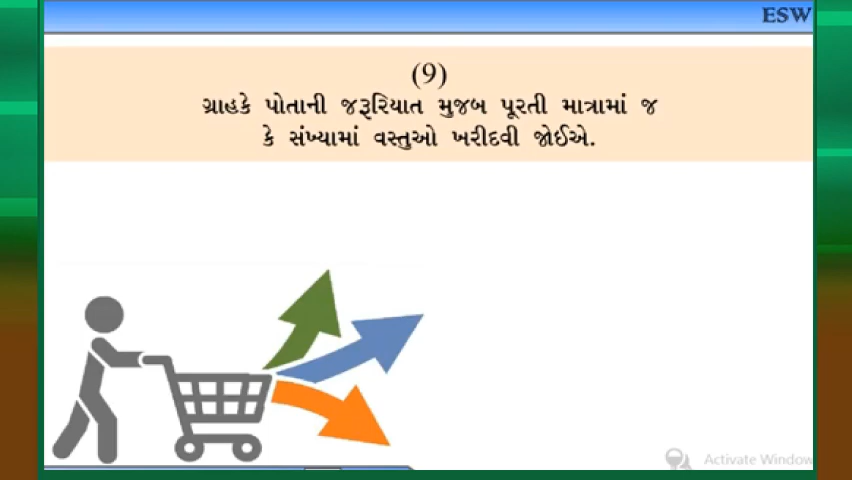 ESW
(9)
ગ્રાહકે પોતાની જરૂરિયાત મુજબ પૂરતી માત્રામાં જ
કે સંખ્યામાં વસ્તુઓ ખરીદવી જોઈએ.
Activate Window